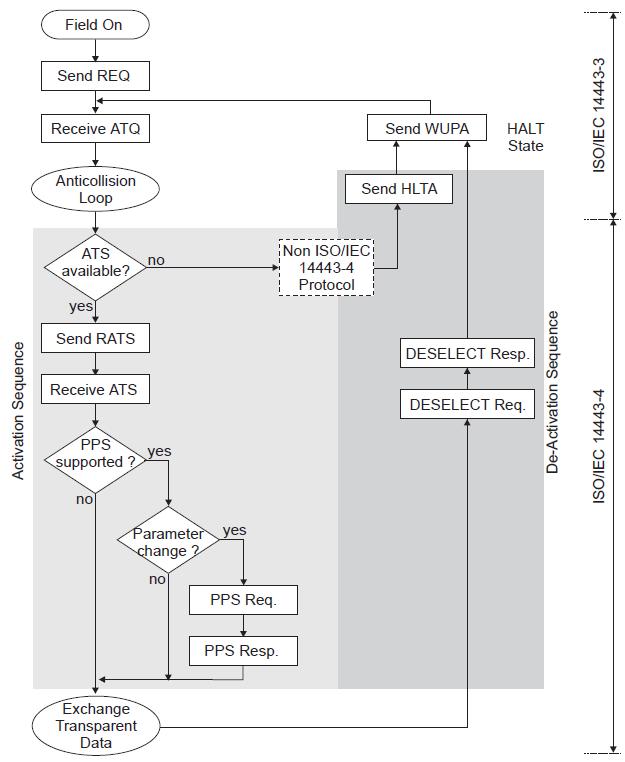 Field On
Send REQ
Receive ATQ
Anticollision
Loop
Send WUPA
HALT
State
Send HLTA
ISO/IEC 14443-3
ATS
available?
no
yes
Non ISO/IEC
14443-4
Protocol
Send RATS
Receive ATS
Activation Sequence
DESELECT Resp.
DESELECT Req.
De-Activation Sequence
ISO/IEC 14443-4
PPS
supported ?
yes
no
Parameter
change ?
yes
no
PPS Req.
PPS Resp.
Exchange
Transparent
Data